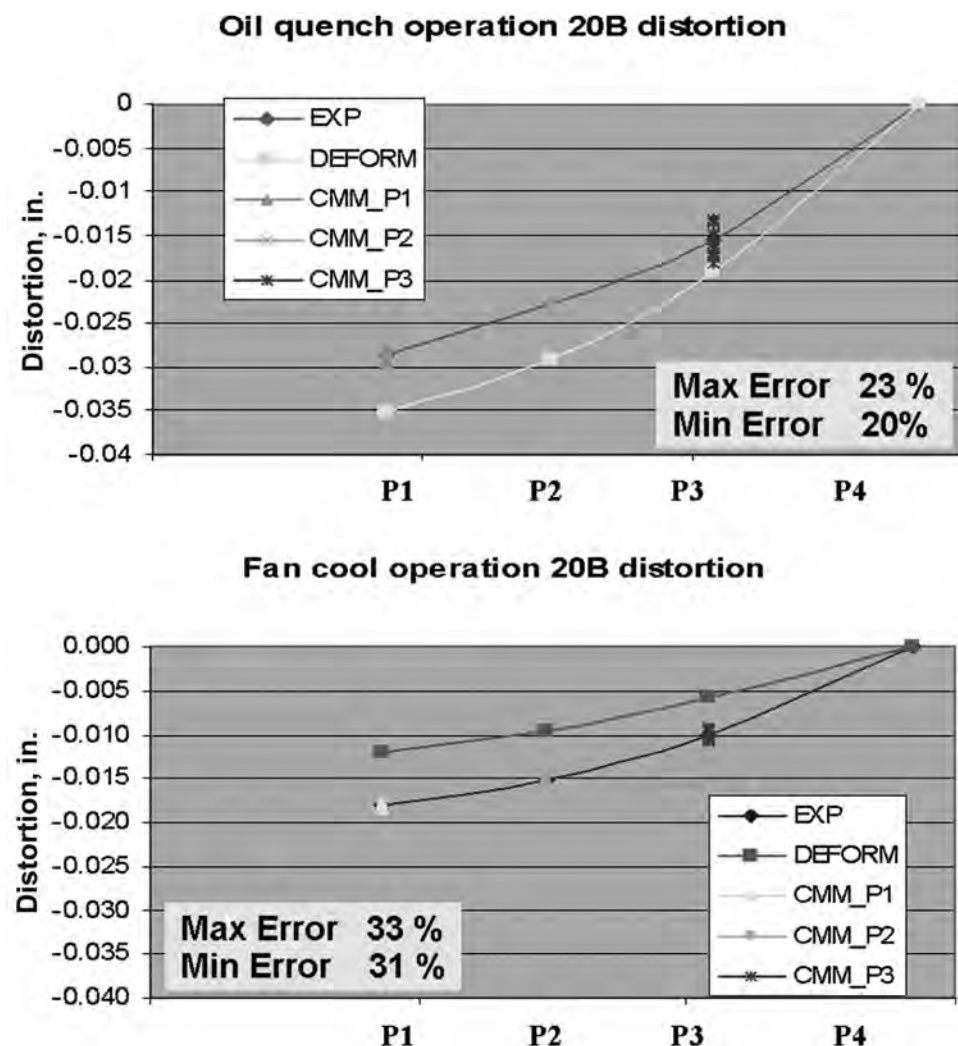 Oil quench operation 20B distortion
0
-0.005
-0.01
-0.015
-0.02
-0.025
-0.03
-0.035
-0.04
Distortion, in.
EXP
DEFORM
CMM_P1
CMM_P2
CMM_P3
Max Error 23 %
Min Error 20%
P1 P2 P3 P4
Fan cool operation 20B distortion
0.000
-0.005
-0.010
-0.015
-0.020
-0.025
-0.030
-0.035
-0.040
Distortion, in.
EXP
DEFORM
CMM_P1
CMM_P2
CMM_P3
Max Error 33 %
Min Error 31 %
P1 P2 P3 P4